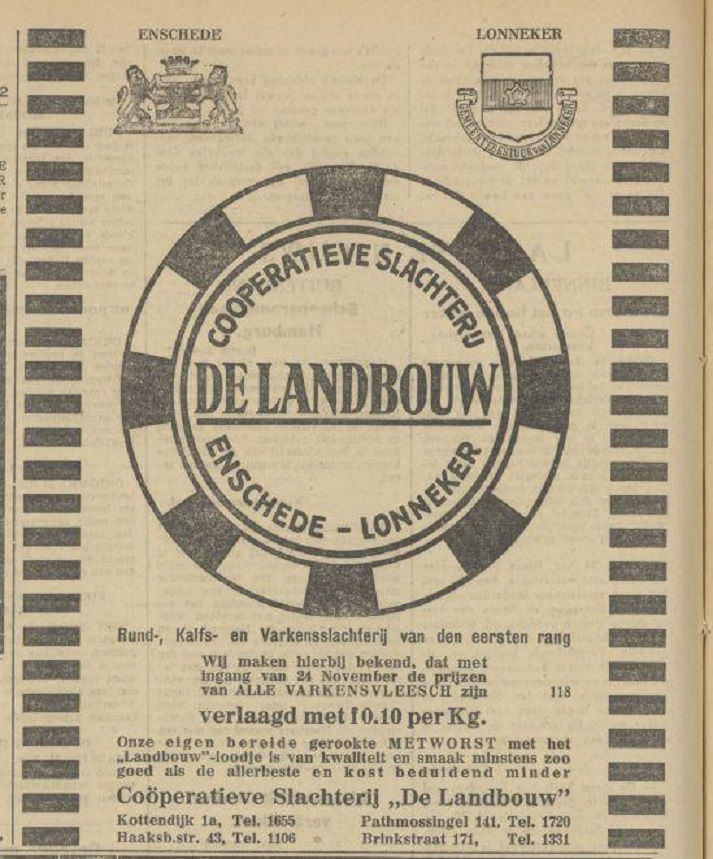 ENSCHEDE
LONNEKER
GEMEENTEBESTUUR VAN LONNEKER
COOPERATIEVE SLACHTERIJ
DE LANDBOUW
ENSCHEDE – LONNEKER
Rund-, Kalfs- en Varkensslachterij van den eersten rang
Wij maken hierbij bekend, dat met
ingang van 24 November de prijzen
van ALLE VARKENSVLEESCH zijn 118
verlaagd met f 0.10 per Kg.
Onze eigen bereide gerookte METWORST met het
„Landbouw”-loodje is van kwaliteit en smaak minstens zoo
goed als de allerbeste en kost beduidend minder
Coöperatieve Slachterij „De Landbouw”
Kottendijk 1a, Tel. 1655 Pathmossingel 141, Tel. 1720
Haaksb.str. 43, Tel. 1106 Brinkstraat 171, Tel. 1331